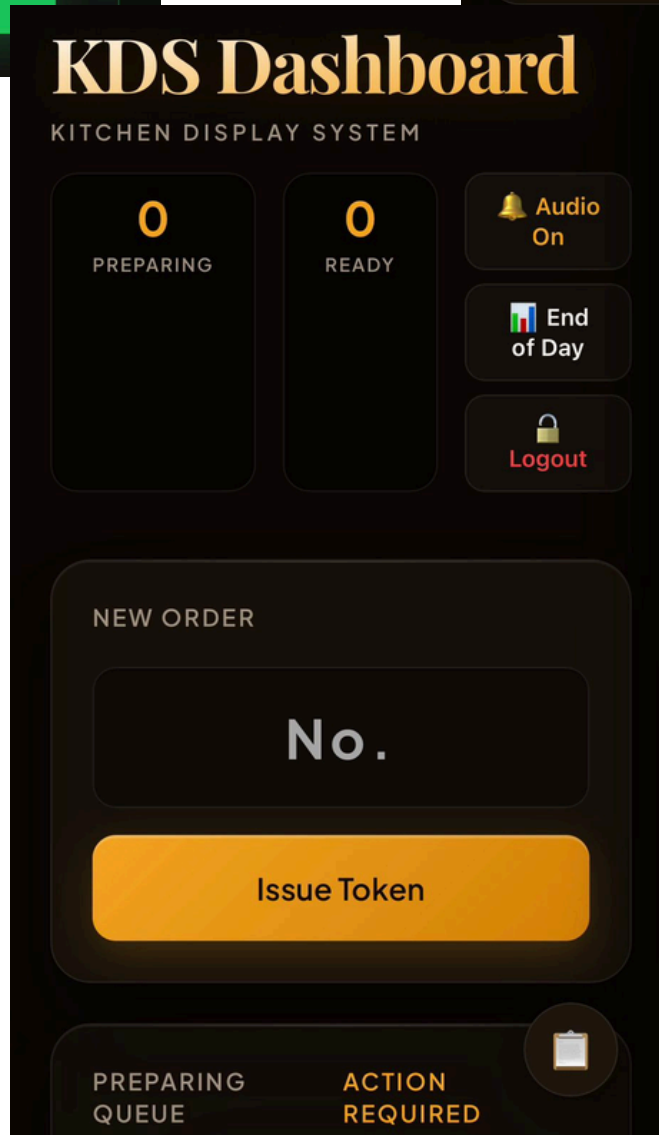 KDS Dashboard
KITCHEN DISPLAY SYSTEM
0
PREPARING
0
READY
Audio
On
End
of Day
Logout
NEW ORDER
No.
Issue Token
PREPARING
QUEUE
ACTION
REQUIRED